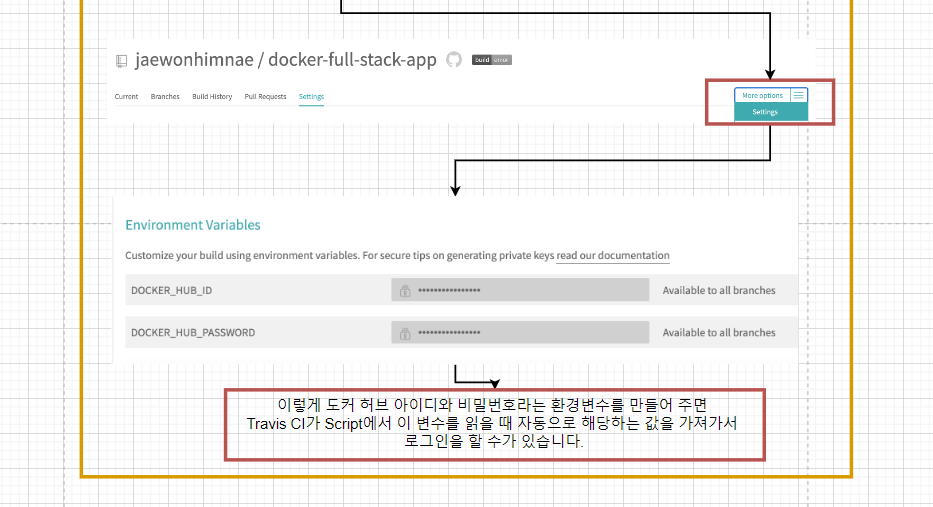 jaewonhimnae / docker-full-stack-app
build error
Current Branches Build History Pull Requests Settings
More options
Settings
Environment Variables
Customize your build using environment variables. For secure tips on generating private keys read our documentation
DOCKER_HUB_ID •••••••••••••••• Available to all branches
DOCKER_HUB_PASSWORD •••••••••••••••• Available to all branches
이렇게 도커 허브 아이디와 비밀번호라는 환경변수를 만들어 주면
Travis CI가 Script에서 이 변수를 읽을 때 자동으로 해당하는 값을 가져가서
로그인을 할 수가 있습니다.